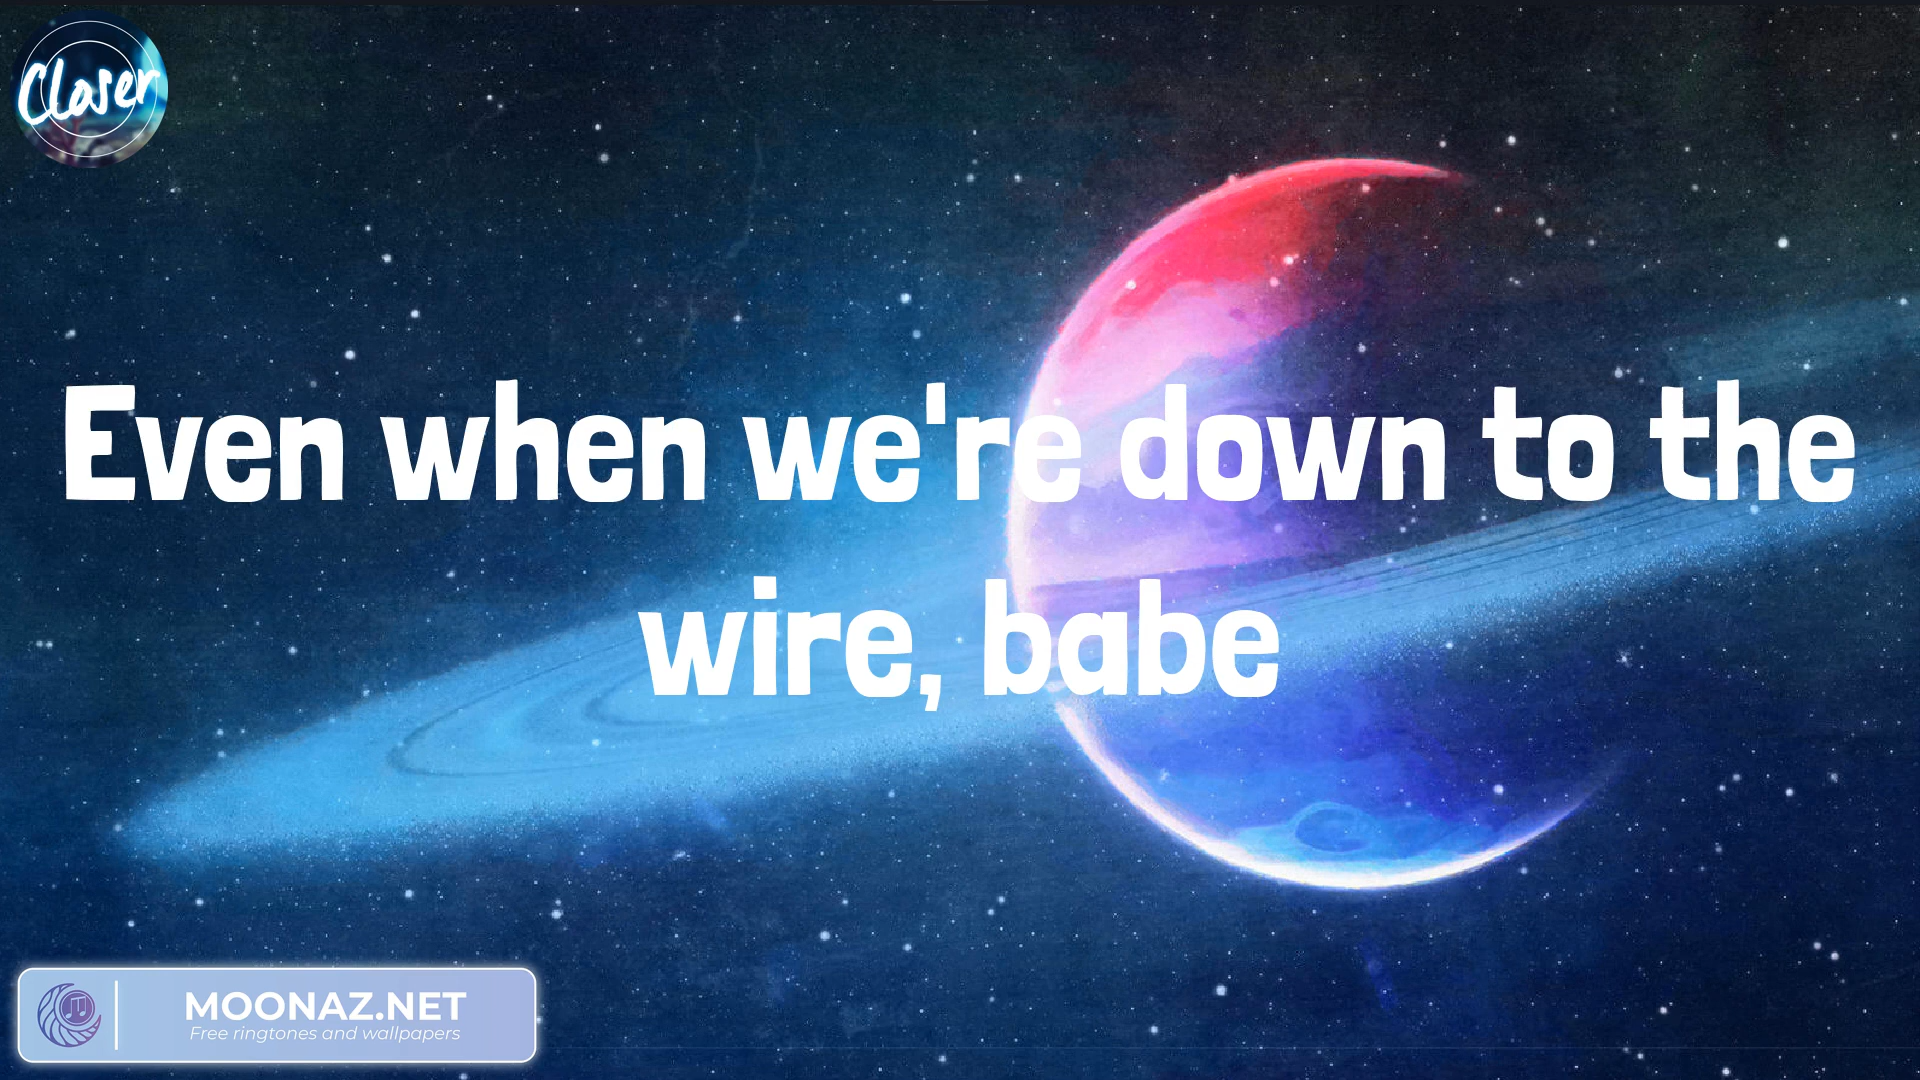 Closer
Even when we're down to the
wire, babe
MOONAZ.NET
Free ringtones and wallpapers